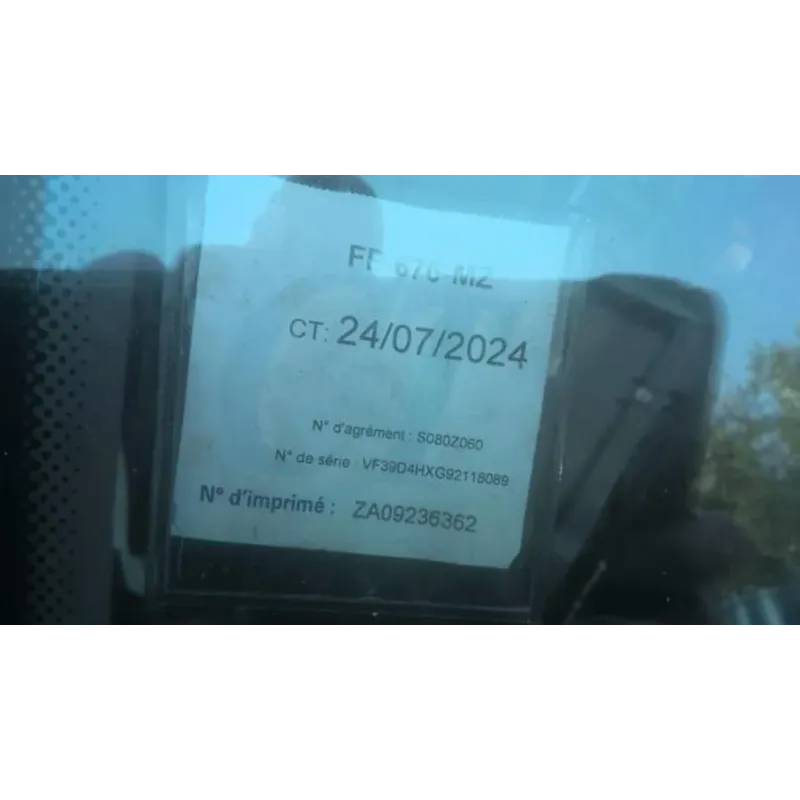 CT: 24/07/2024
N° d'agrément : S080Z060
N° de série : VF39D4HXG92118089
N° d'imprimé : ZA09236362